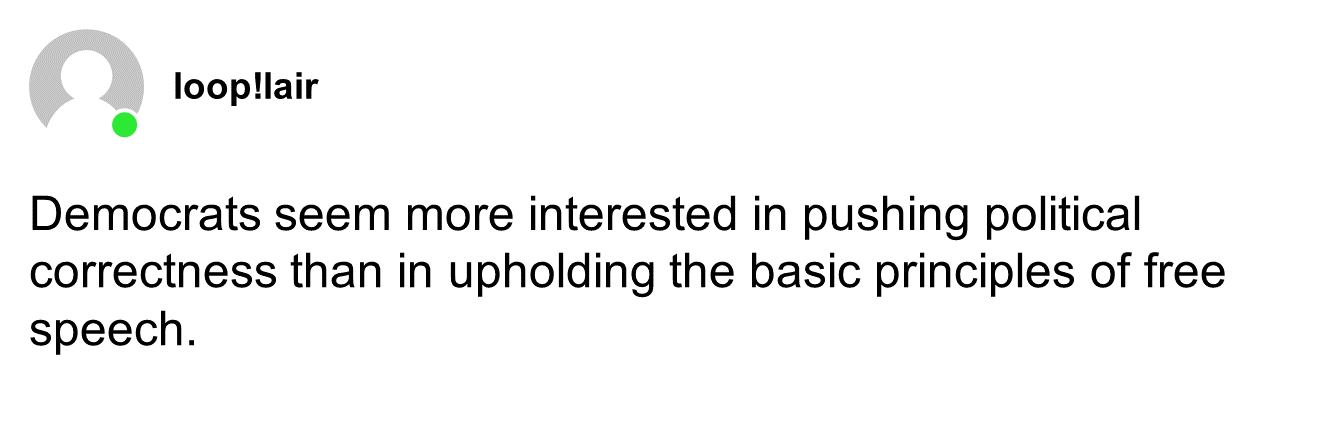 loop!lair
Democrats seem more interested in pushing political
correctness than in upholding the basic principles of free
speech.